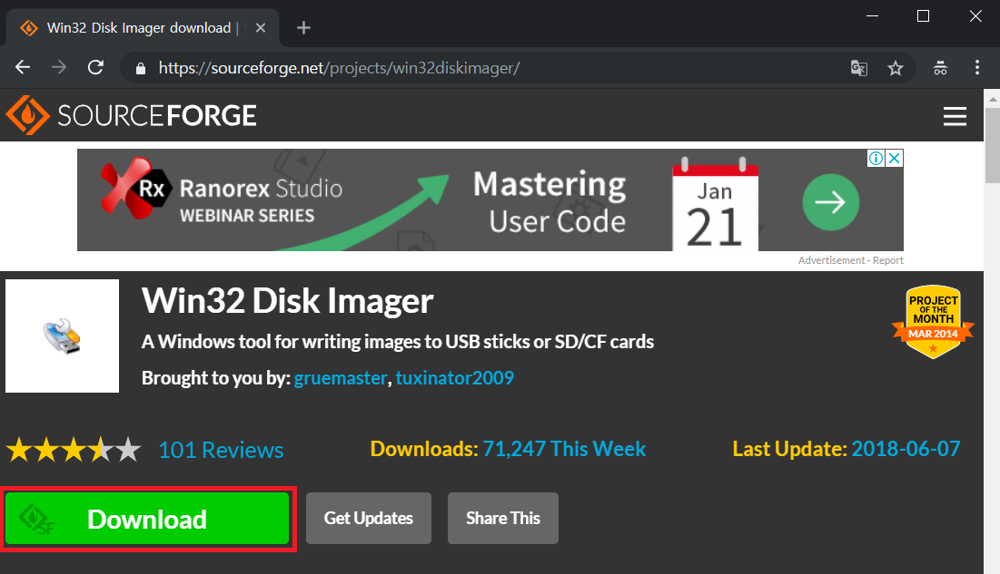 Win32 Disk Imager download |
https://sourceforge.net/projects/win32diskimager/
SOURCEFORGE
Rx Ranorex Studio
WEBINAR SERIES
Mastering
User Code
Jan
21
Advertisement - Report
Win32 Disk Imager
A Windows tool for writing images to USB sticks or SD/CF cards
Brought to you by: gruemaster, tuxinator2009
PROJECT
OF THE
MONTH
MAR 2014
101 Reviews
Downloads: 71,247 This Week
Last Update: 2018-06-07
SF
Download
Get Updates
Share This